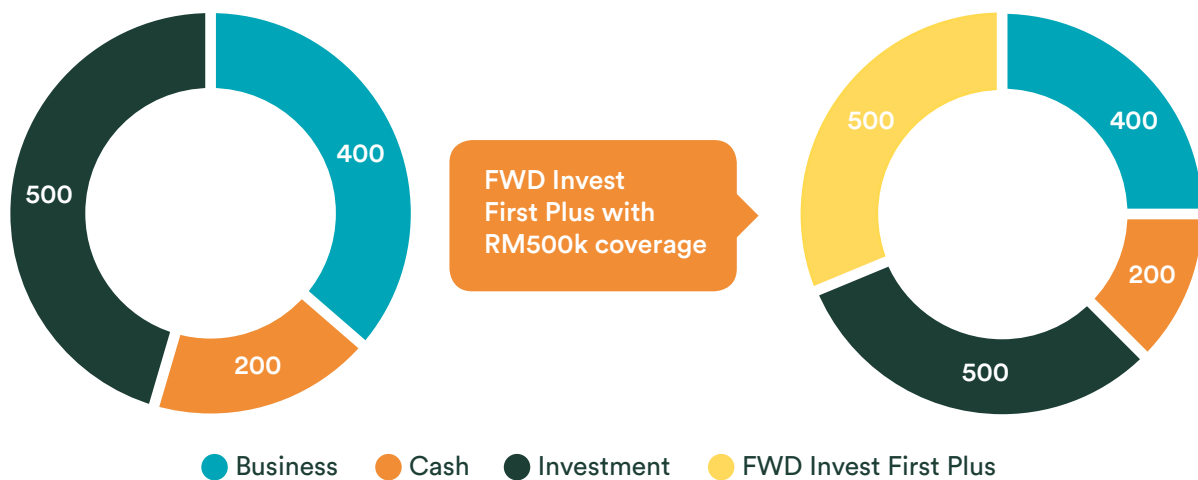 400
500
200
FWD Invest
First Plus with
RM500k coverage
500
400
200
500
Business
Cash
Investment
FWD Invest First Plus